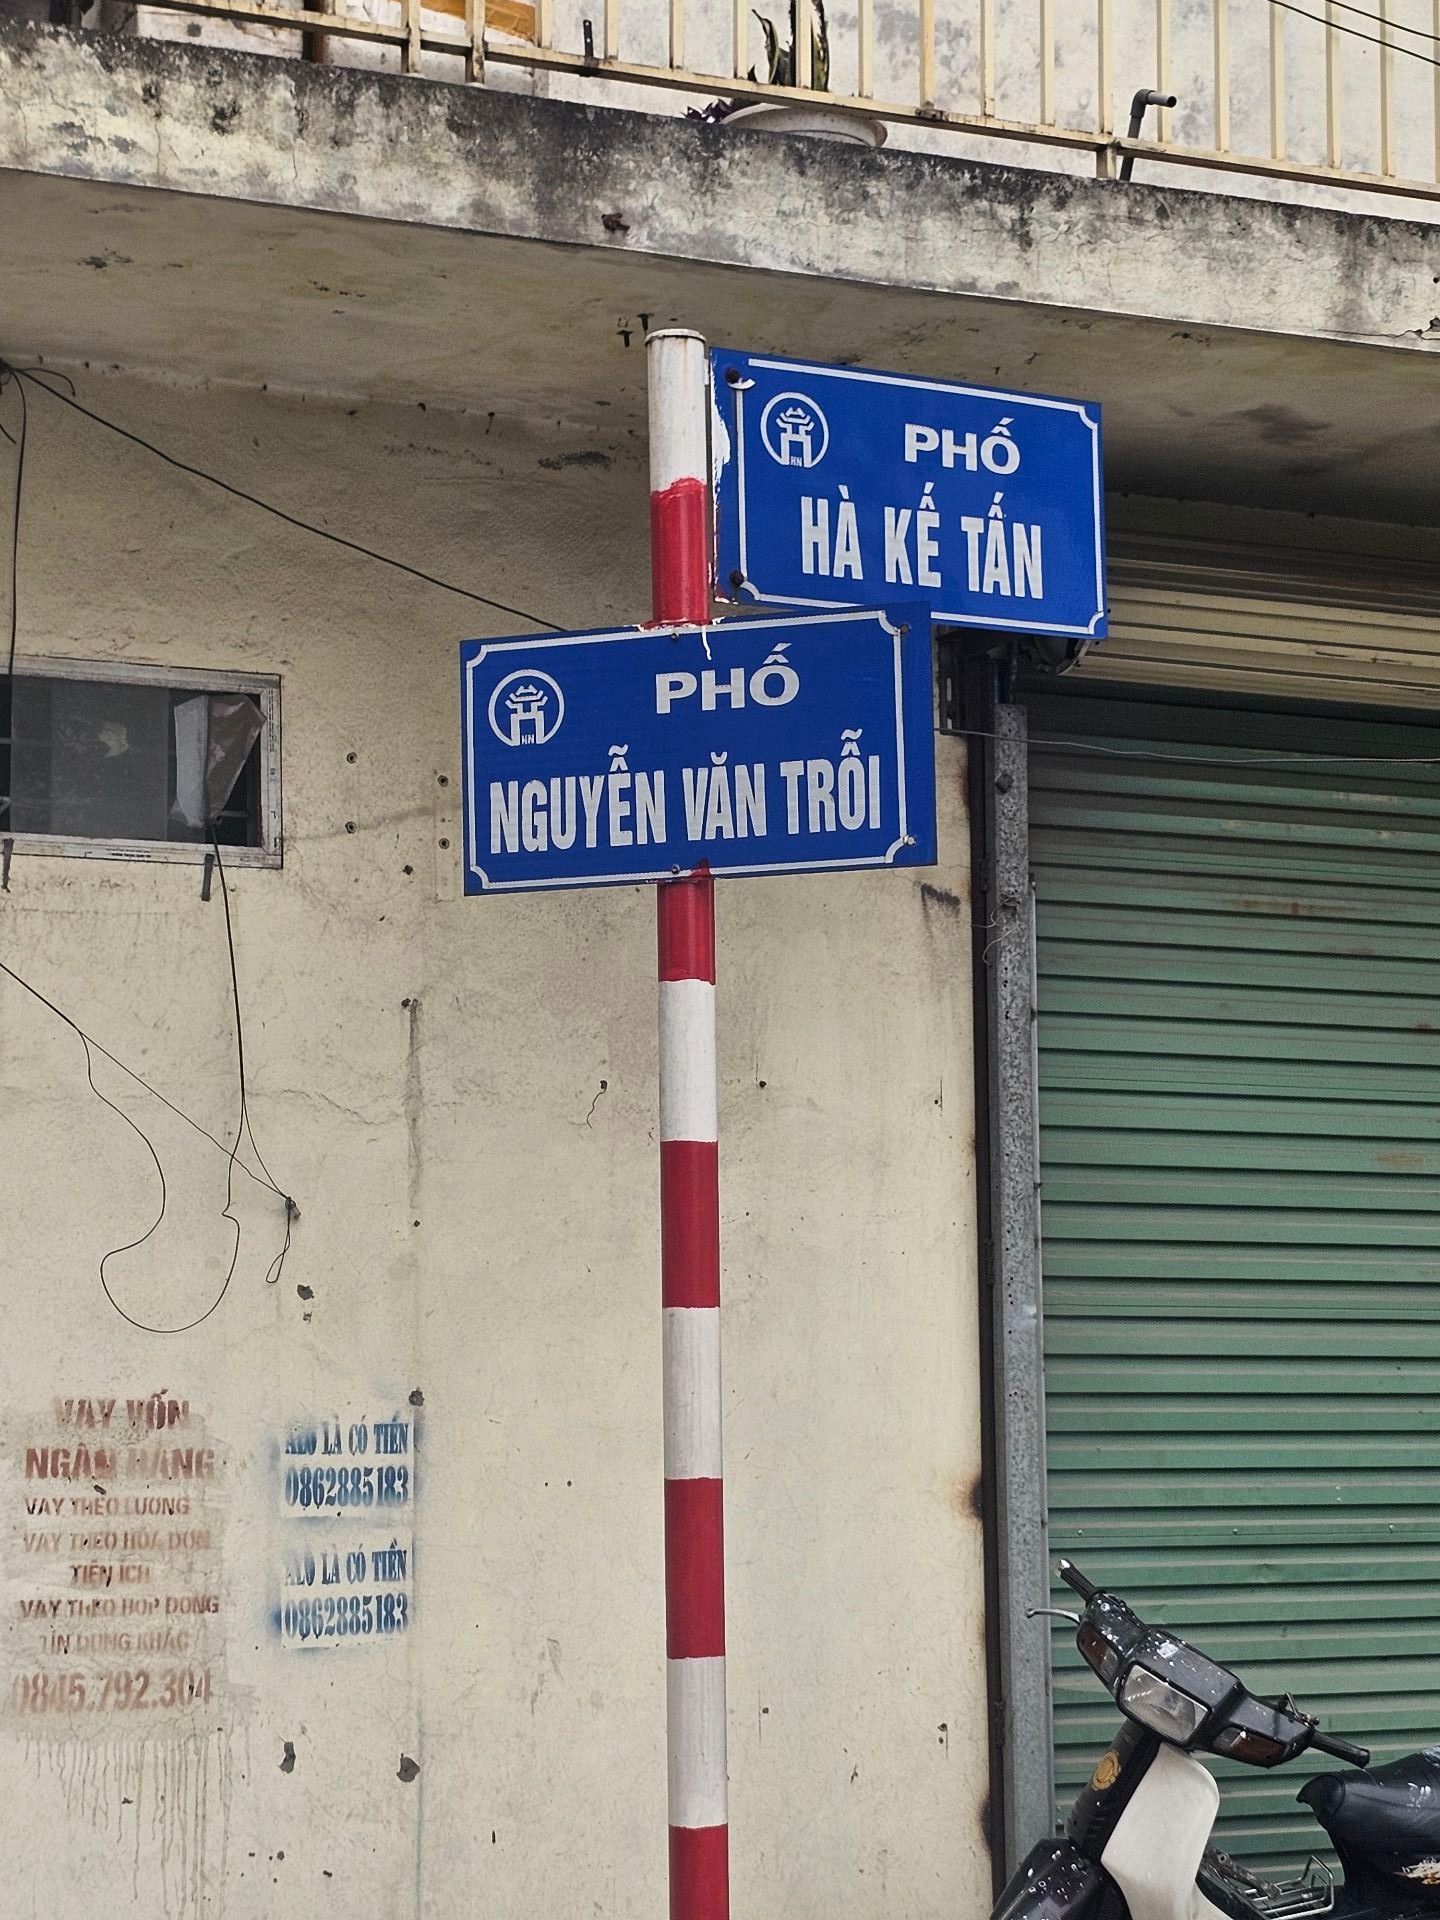 PHỐ
HÀ KẾ TẤN
HN
PHỐ
NGUYỄN VĂN TRỖI
HN
VAY VỐN
NGÂN HÀNG
VAY THEO LƯƠNG
VAY THEO HÓA ĐƠN
TIỆN ÍCH
VAY THEO HỢP ĐỒNG
TÍN DỤNG KHÁC
0845.792.304
ALO LÀ CÓ TIỀN
0862885183
ALO LÀ CÓ TIỀN
0862885183